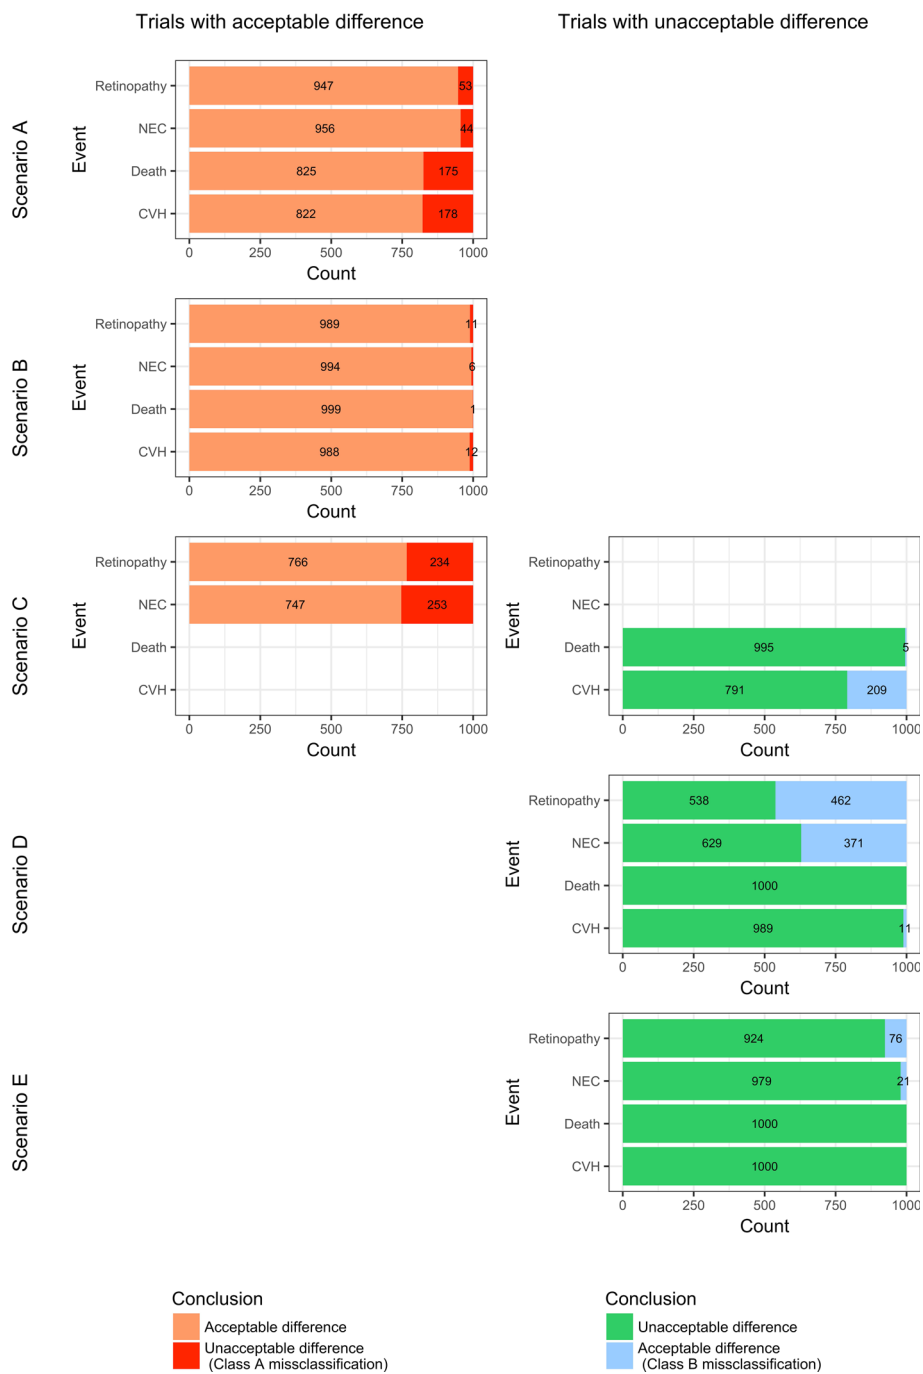 Trials with acceptable difference
Trials with unacceptable difference
Scenario A
Event
Retinopathy
947
53
NEC
956
44
Death
825
175
CVH
822
178
0 250 500 750 1000
Count
Scenario B
Event
Retinopathy
989
11
NEC
994
6
Death
999
1
CVH
988
12
0 250 500 750 1000
Count
Scenario C
Event
Retinopathy
766
234
NEC
747
253
Death
CVH
0 250 500 750 1000
Count
Event
Retinopathy
NEC
Death
995
5
CVH
791
209
0 250 500 750 1000
Count
Scenario D
Event
Retinopathy
538
462
NEC
629
371
Death
1000
CVH
989
11
0 250 500 750 1000
Count
Scenario E
Event
Retinopathy
924
76
NEC
979
21
Death
1000
CVH
1000
0 250 500 750 1000
Count
Conclusion
Acceptable difference
Unacceptable difference
(Class A missclassification)
Conclusion
Unacceptable difference
Acceptable difference
(Class B missclassification)